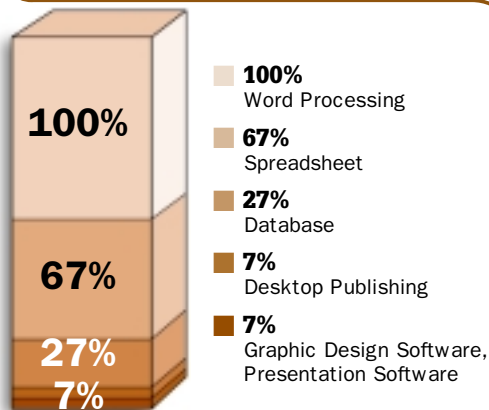 100%
67%
27%
7%
100%
Word Processing
67%
Spreadsheet
27%
Database
7%
Desktop Publishing
7%
Graphic Design Software,
Presentation Software